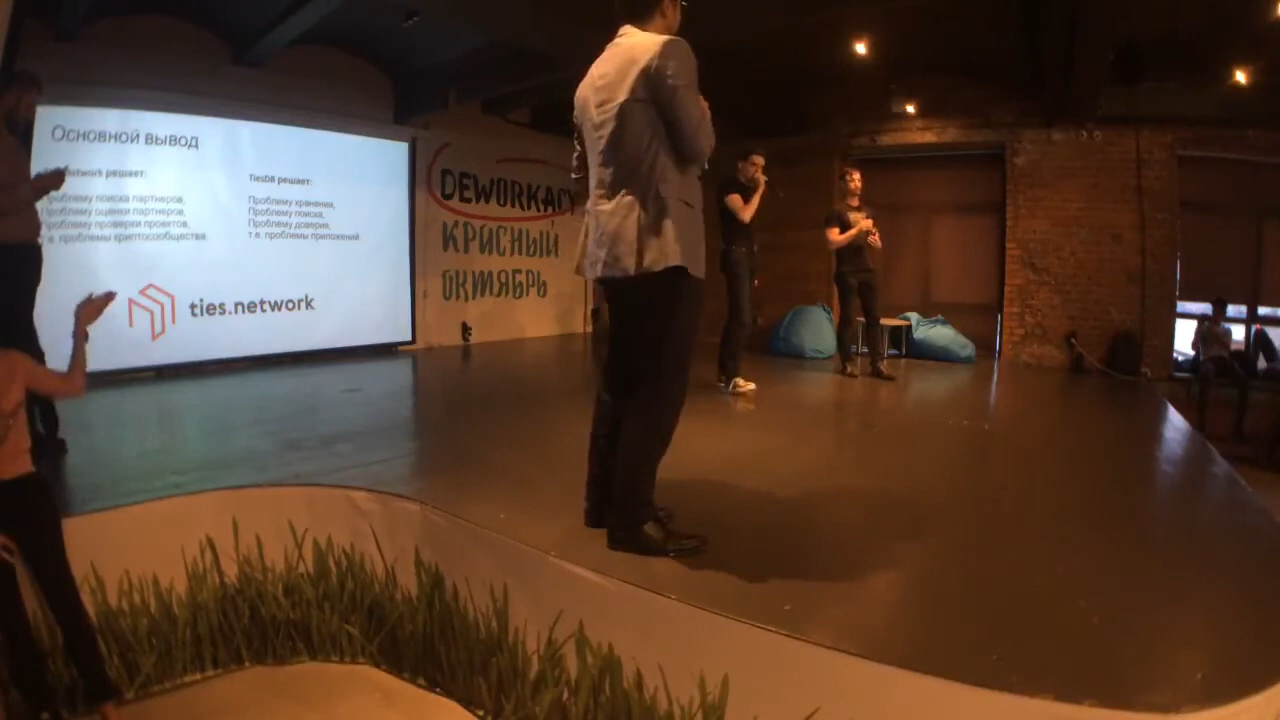 Основной вывод
решает:
Проблему поиска партнеров,
Проблему оценки партнеров,
Проблему проверки проектов,
т.е. проблемы криптосообщества.
TiesDB решает:
Проблему хранения,
Проблему поиска,
Проблему доверия,
т.е. проблемы приложений.
ties.network
DEWORKACY
КРАСНЫЙ
ОКТЯБРЬ